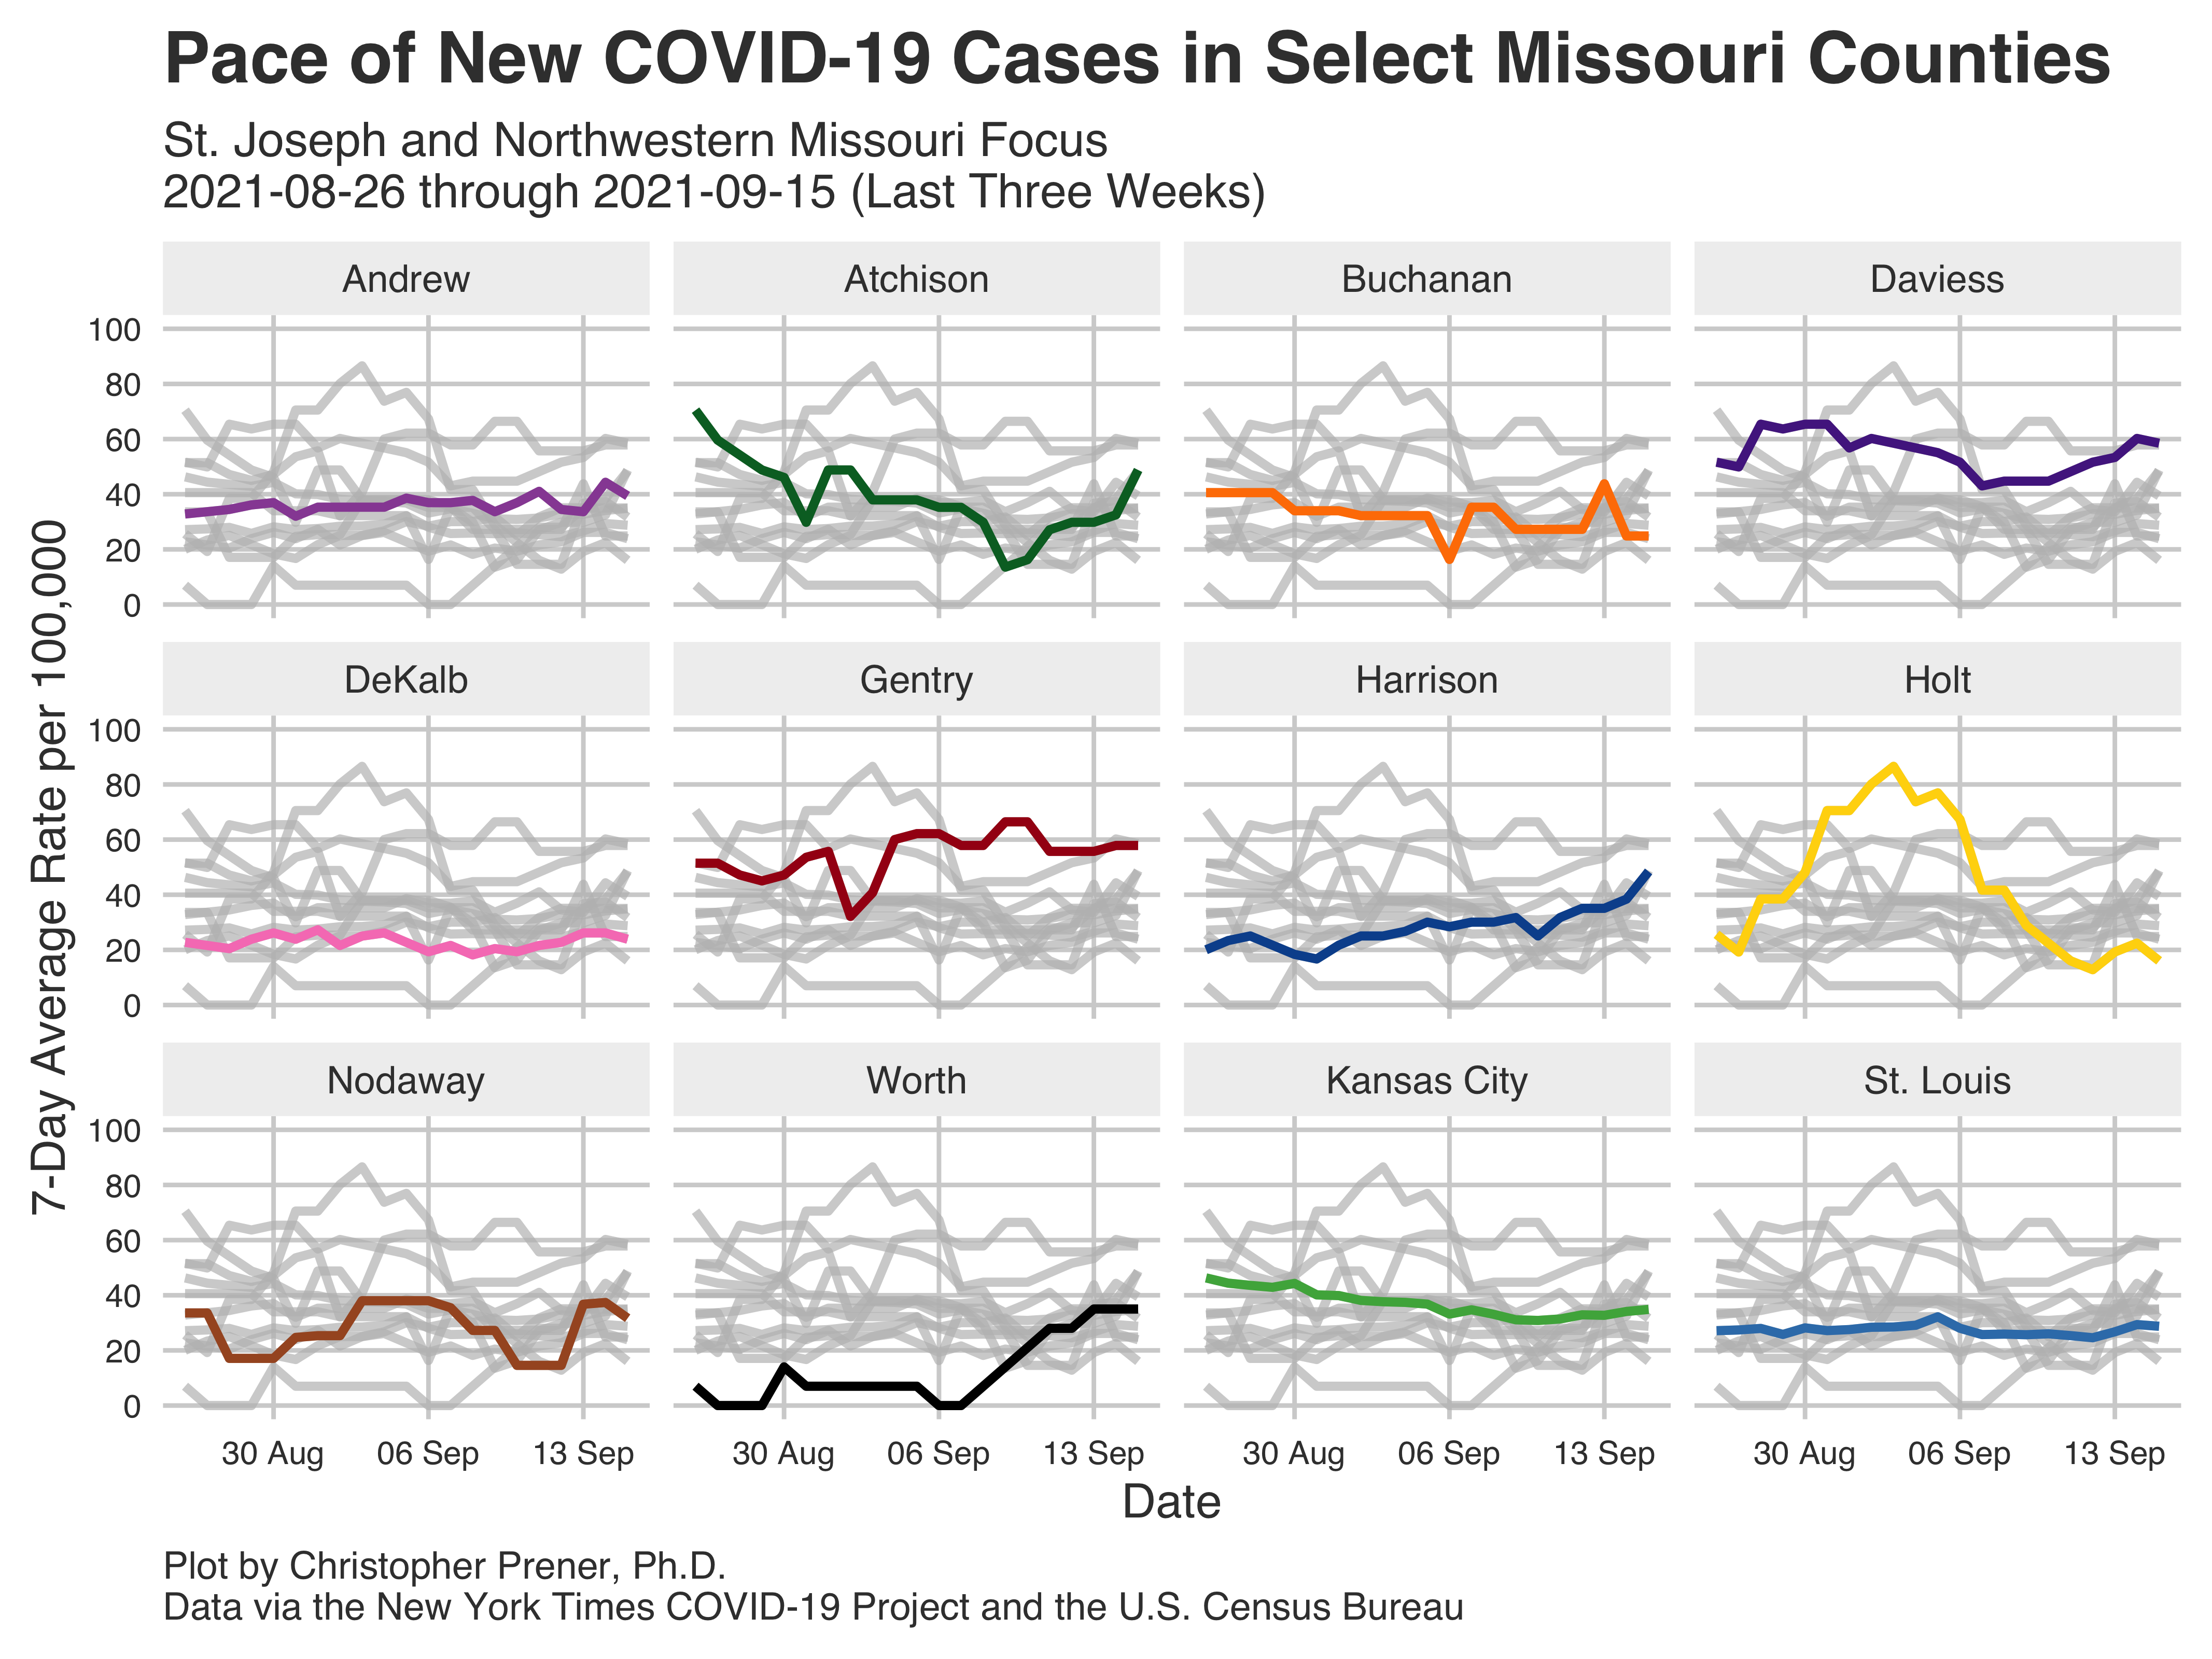 Pace of New COVID-19 Cases in Select Missouri Counties
St. Joseph and Northwestern Missouri Focus
2021-08-26 through 2021-09-15 (Last Three Weeks)
Andrew
Atchison
Buchanan
Daviess
100
80
60
40
20
0
DeKalb
Gentry
Harrison
Holt
100
80
60
40
20
0
Nodaway
Worth
Kansas City
St. Louis
100
80
60
40
20
0
7-Day Average Rate per 100,000
30 Aug 06 Sep 13 Sep 30 Aug 06 Sep 13 Sep 30 Aug 06 Sep 13 Sep 30 Aug 06 Sep 13 Sep
Date
Plot by Christopher Prener, Ph.D.
Data via the New York Times COVID-19 Project and the U.S. Census Bureau